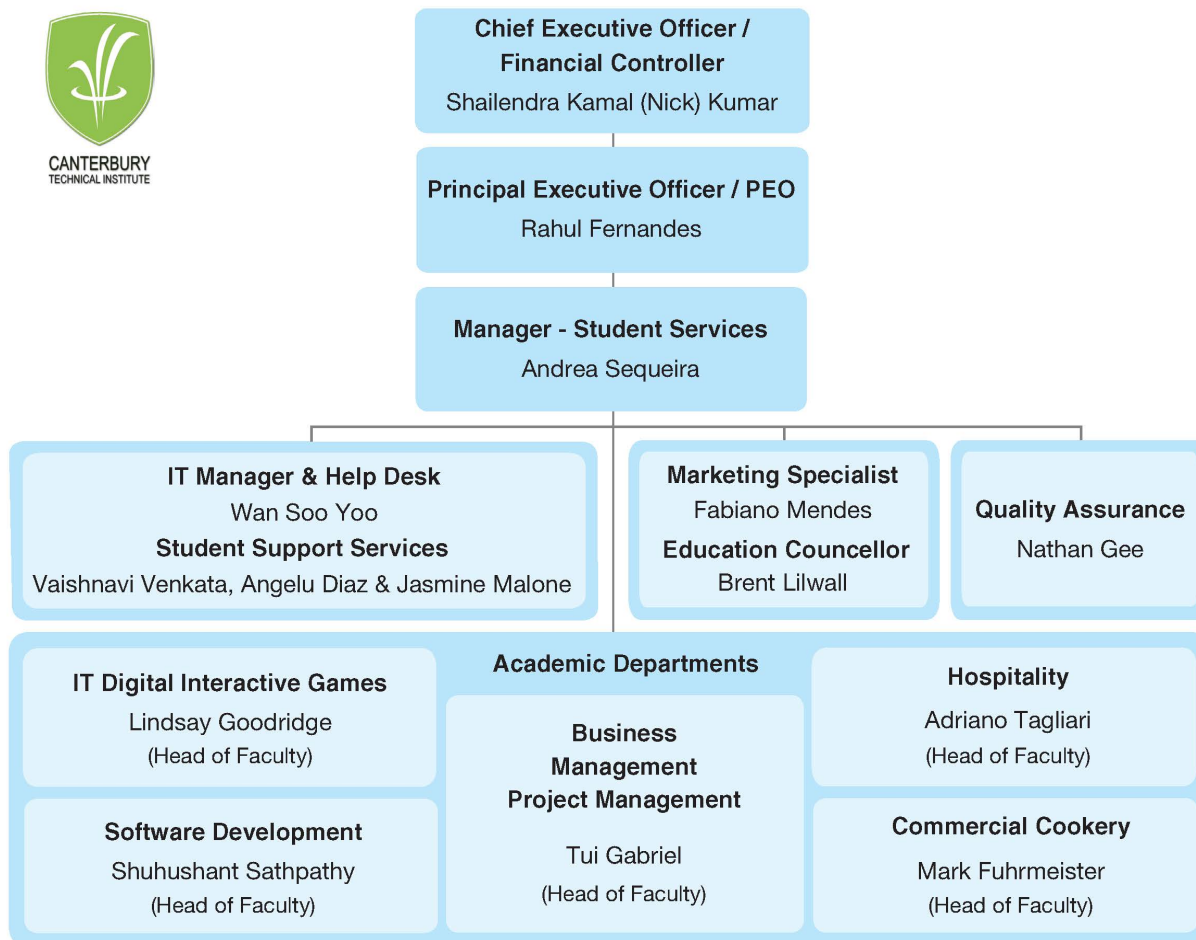 CANTERBURY
TECHNICAL INSTITUTE
Chief Executive Officer /
Financial Controller
Shailendra Kamal (Nick) Kumar
Principal Executive Officer / PEO
Rahul Fernandes
Manager - Student Services
Andrea Sequeira
IT Manager & Help Desk
Wan Soo Yoo
Student Support Services
Vaishnavi Venkata, Angelu Diaz & Jasmine Malone
Marketing Specialist
Fabiano Mendes
Education Councellor
Brent Lilwall
Quality Assurance
Nathan Gee
Academic Departments
IT Digital Interactive Games
Lindsay Goodridge
(Head of Faculty)
Software Development
Shuhushant Sathpathy
(Head of Faculty)
Business
Management
Project Management
Tui Gabriel
(Head of Faculty)
Hospitality
Adriano Tagliari
(Head of Faculty)
Commercial Cookery
Mark Fuhrmeister
(Head of Faculty)